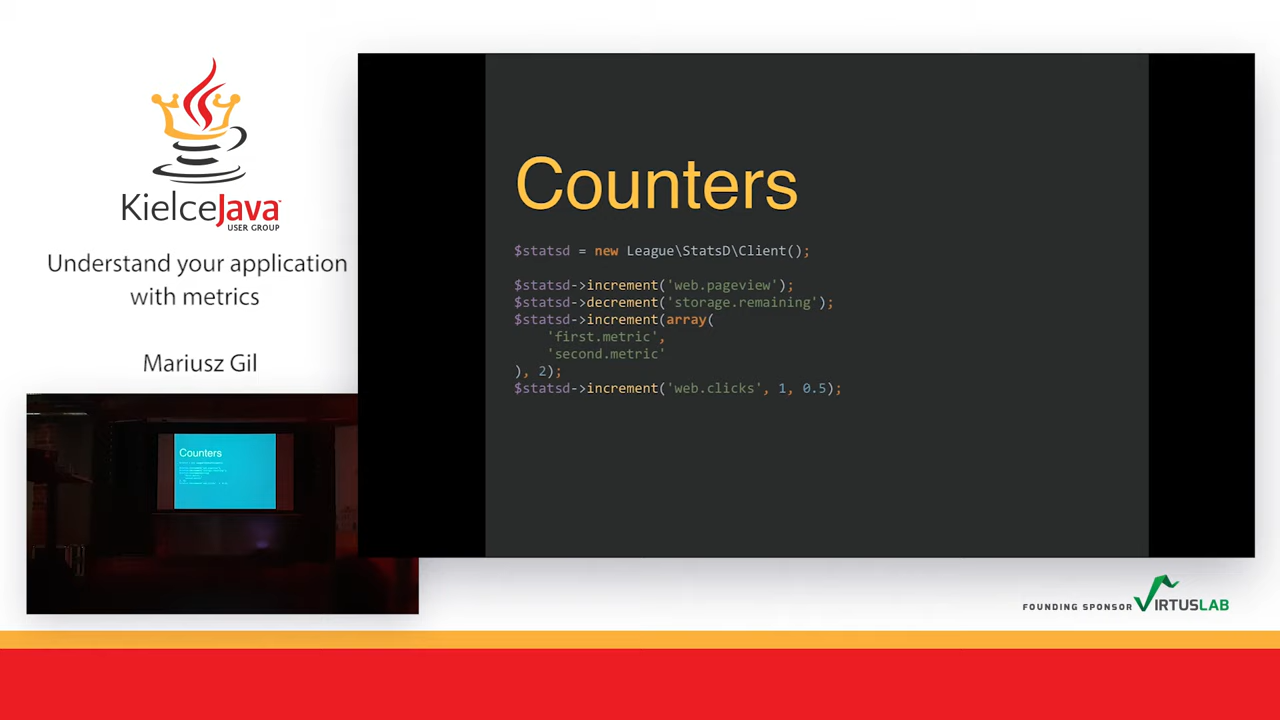 KielceJava
USER GROUP
Understand your application
with metrics
Mariusz Gil
Counters
$statsd = new League\StatsD\Client();
$statsd->increment('web.pageview');
$statsd->decrement('storage.remaining');
$statsd->increment(array(
'first.metric',
'second.metric'
), 2);
$statsd->increment('web.clicks', 1, 0.5);
Counters
FOUNDING SPONSOR VIRTUSLAB